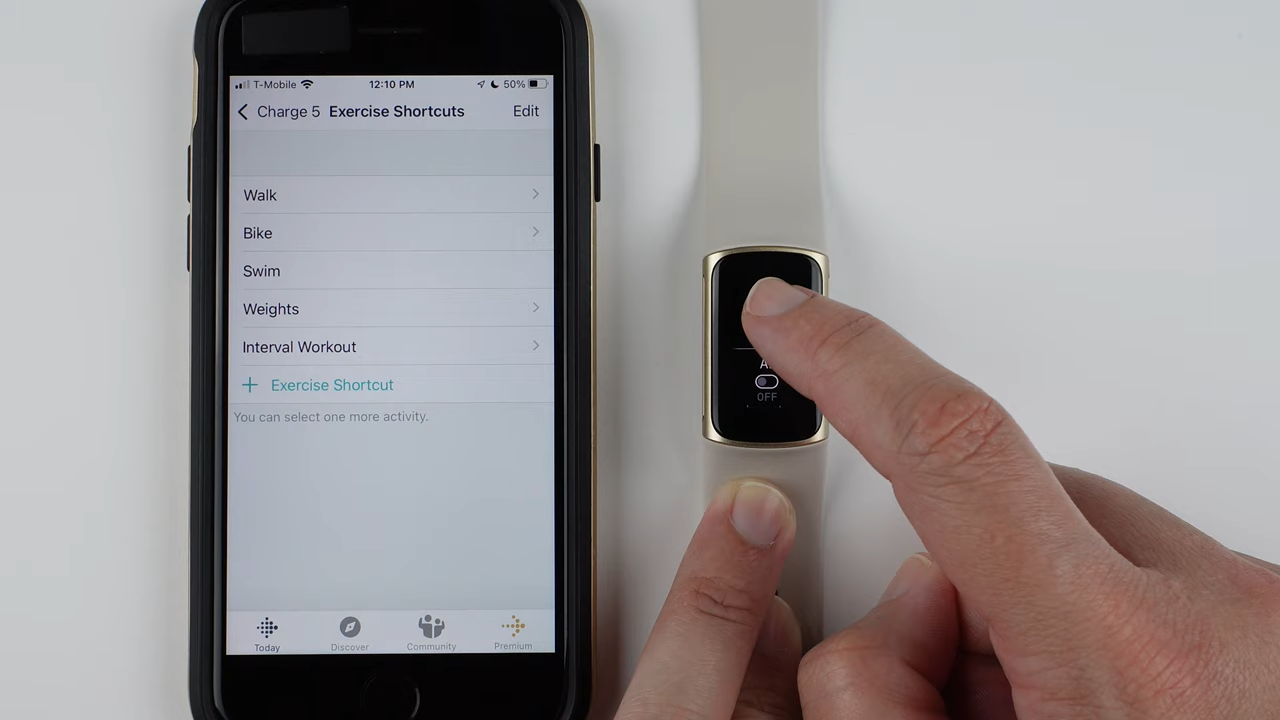 T-Mobile 12:10 PM 50%
Charge 5 Exercise Shortcuts Edit
Walk
Bike
Swim
Weights
Interval Workout
+ Exercise Shortcut
You can select one more activity.
Today Discover Community Premium
OFF